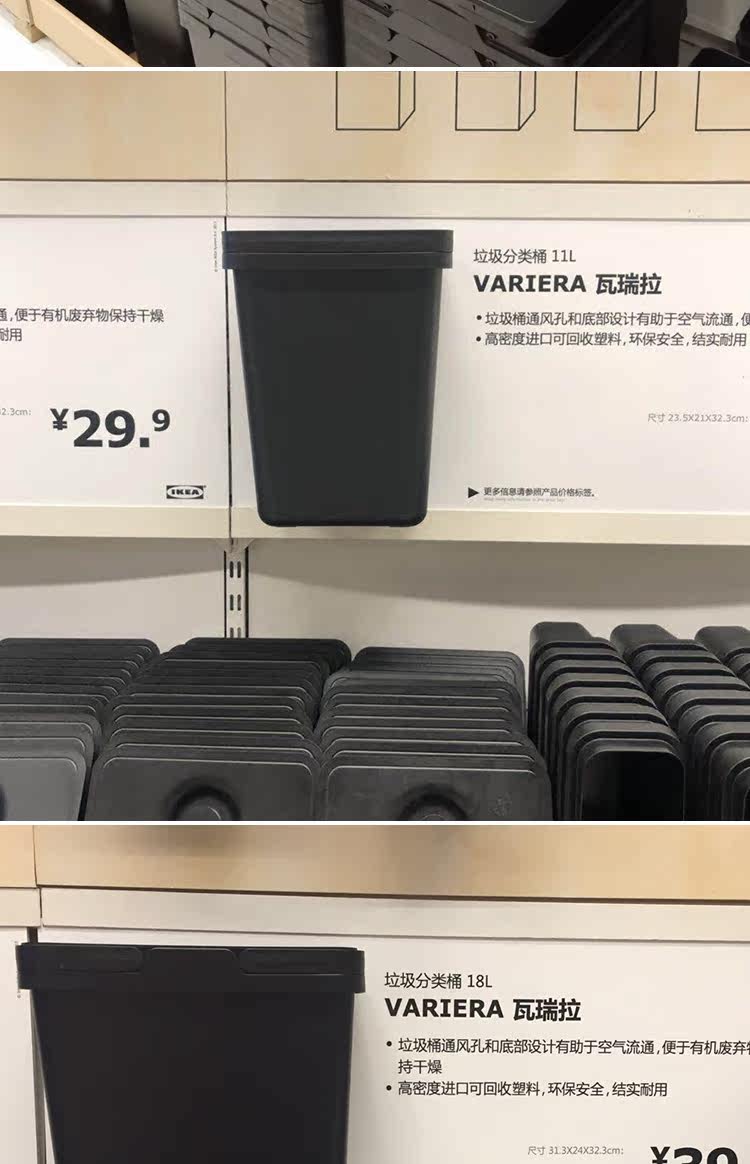 通,便于有机废弃物保持干燥
耐用
2.3cm:
¥29.9
IKEA
垃圾分类桶 11L
VARIERA 瓦瑞拉
• 垃圾桶通风孔和底部设计有助于空气流通,便
• 高密度进口可回收塑料,环保安全,结实耐用
尺寸 23.5X21X32.3cm:
▶ 更多信息请参照产品价格标签。
垃圾分类桶 18L
VARIERA 瓦瑞拉
• 垃圾桶通风孔和底部设计有助于空气流通,便于有机废弃
持干燥
• 高密度进口可回收塑料,环保安全,结实耐用
尺寸 31.3X24X32.3cm:
¥39